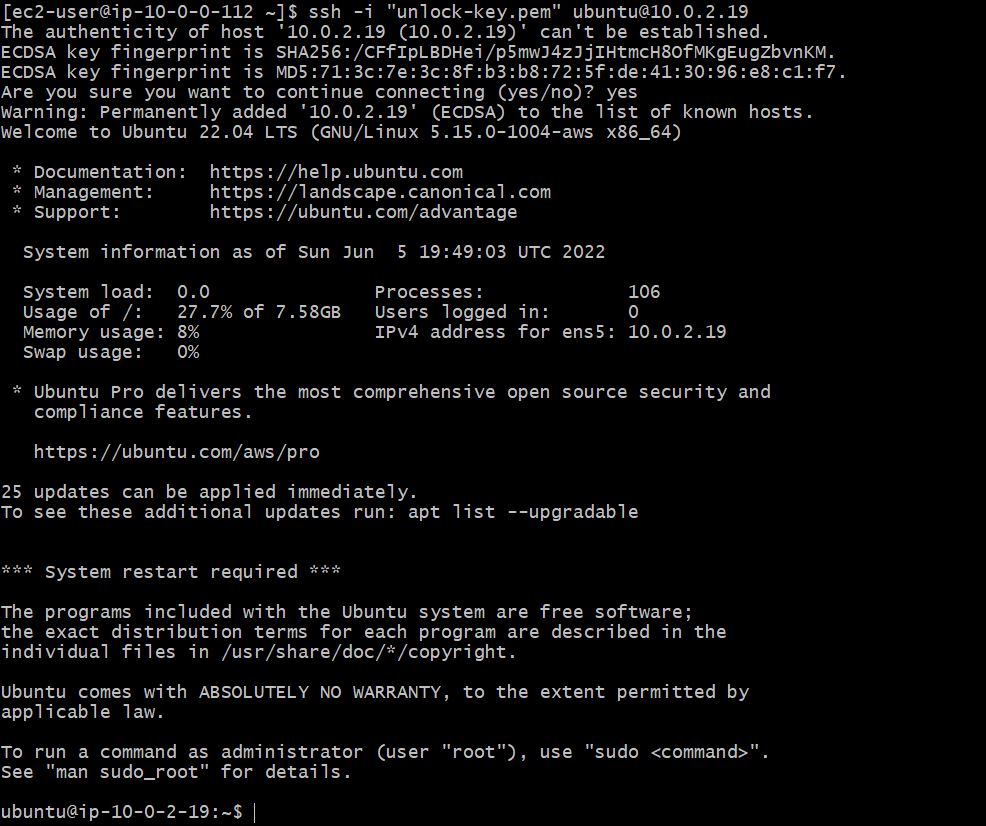 [ec2-user@ip-10-0-0-112 ~]$ ssh -i "unlock-key.pem" ubuntu@10.0.2.19
The authenticity of host '10.0.2.19 (10.0.2.19)' can't be established.
ECDSA key fingerprint is SHA256:/CFfIpLBDHei/p5mwJ4zJjIHtmcH8OfMKgEugZbvnKM.
ECDSA key fingerprint is MD5:71:3c:7e:3c:8f:b3:b8:72:5f:de:41:30:96:e8:c1:f7.
Are you sure you want to continue connecting (yes/no)? yes
Warning: Permanently added '10.0.2.19' (ECDSA) to the list of known hosts.
Welcome to Ubuntu 22.04 LTS (GNU/Linux 5.15.0-1004-aws x86_64)

 * Documentation:  https://help.ubuntu.com
 * Management:     https://landscape.canonical.com
 * Support:        https://ubuntu.com/advantage

  System information as of Sun Jun  5 19:49:03 UTC 2022

  System load:  0.0               Processes:             106
  Usage of /:   27.7% of 7.58GB   Users logged in:       0
  Memory usage: 8%                IPv4 address for ens5: 10.0.2.19
  Swap usage:   0%

 * Ubuntu Pro delivers the most comprehensive open source security and
   compliance features.

   https://ubuntu.com/aws/pro

25 updates can be applied immediately.
To see these additional updates run: apt list --upgradable


*** System restart required ***

The programs included with the Ubuntu system are free software;
the exact distribution terms for each program are described in the
individual files in /usr/share/doc/*/copyright.

Ubuntu comes with ABSOLUTELY NO WARRANTY, to the extent permitted by
applicable law.

To run a command as administrator (user "root"), use "sudo <command>".
See "man sudo_root" for details.

ubuntu@ip-10-0-2-19:~$